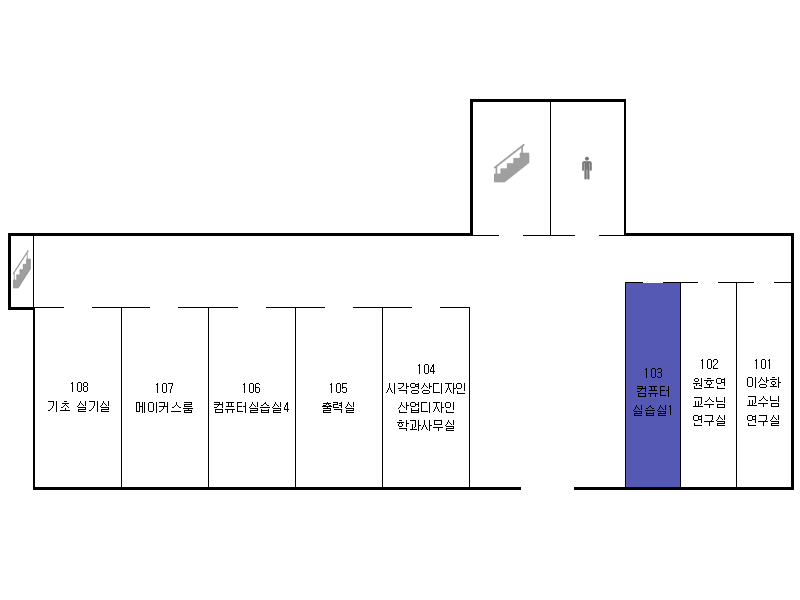 108
기초 실기실
107
메이커스룸
106
컴퓨터실습실4
105
출력실
104
시각영상디자인
산업디자인
학과사무실
103
컴퓨터
실습실1
102
원호연
교수님
연구실
101
이상화
교수님
연구실